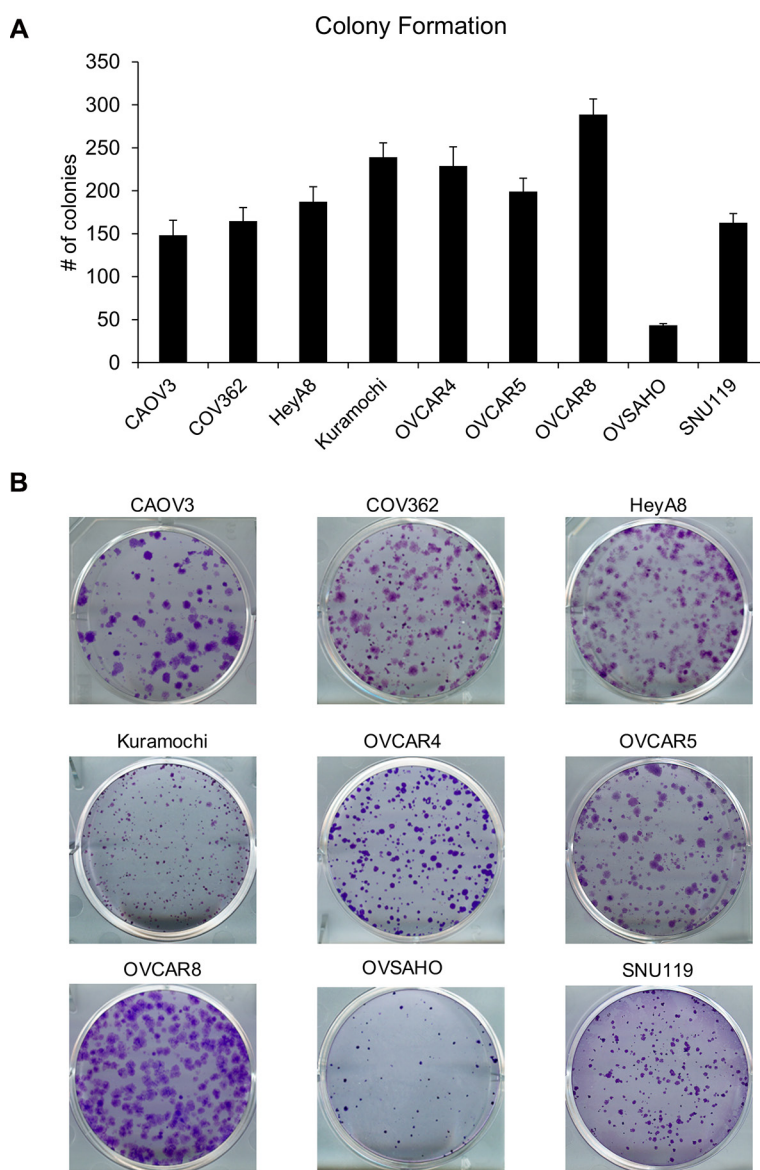 A
Colony Formation
# of colonies
350
300
250
200
150
100
50
0
CAOV3
COV362
HeyA8
Kuramochi
OVCAR4
OVCAR5
OVCAR8
OVSAHO
SNU119
B
CAOV3
COV362
HeyA8
Kuramochi
OVCAR4
OVCAR5
OVCAR8
OVSAHO
SNU119